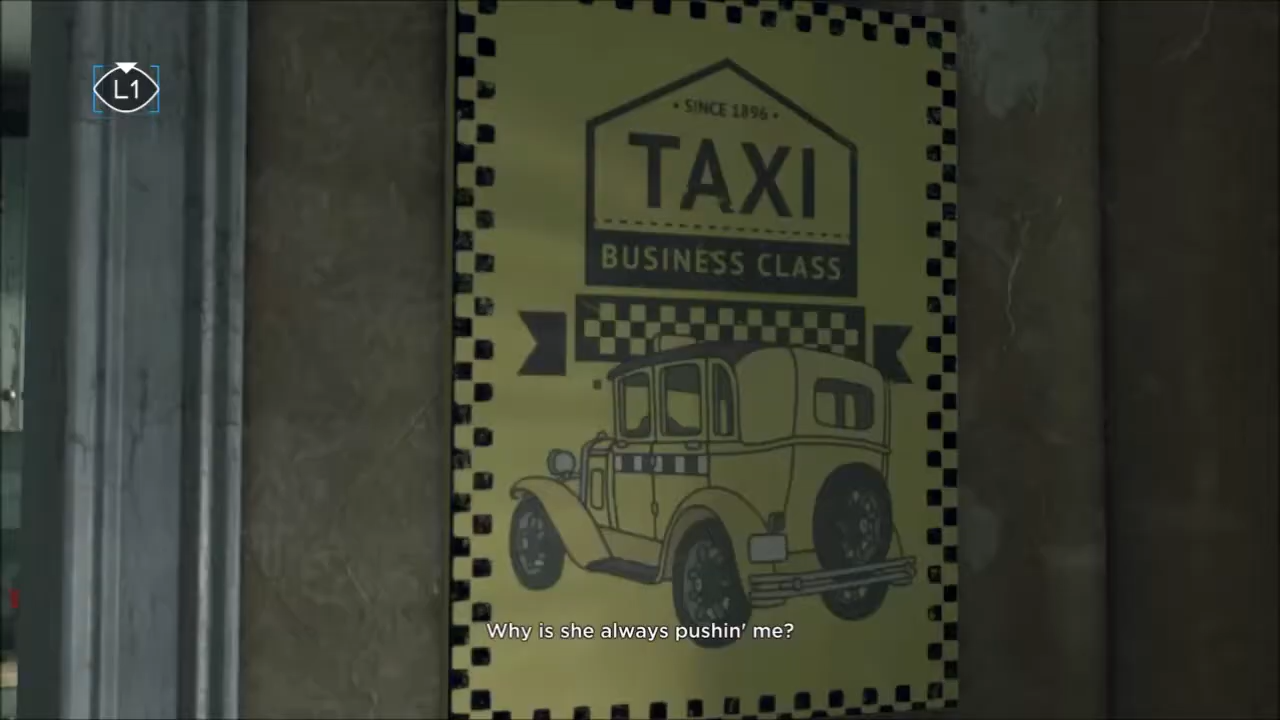 L1
• SINCE 1896 •
TAXI
BUSINESS CLASS
Why is she always pushin' me?